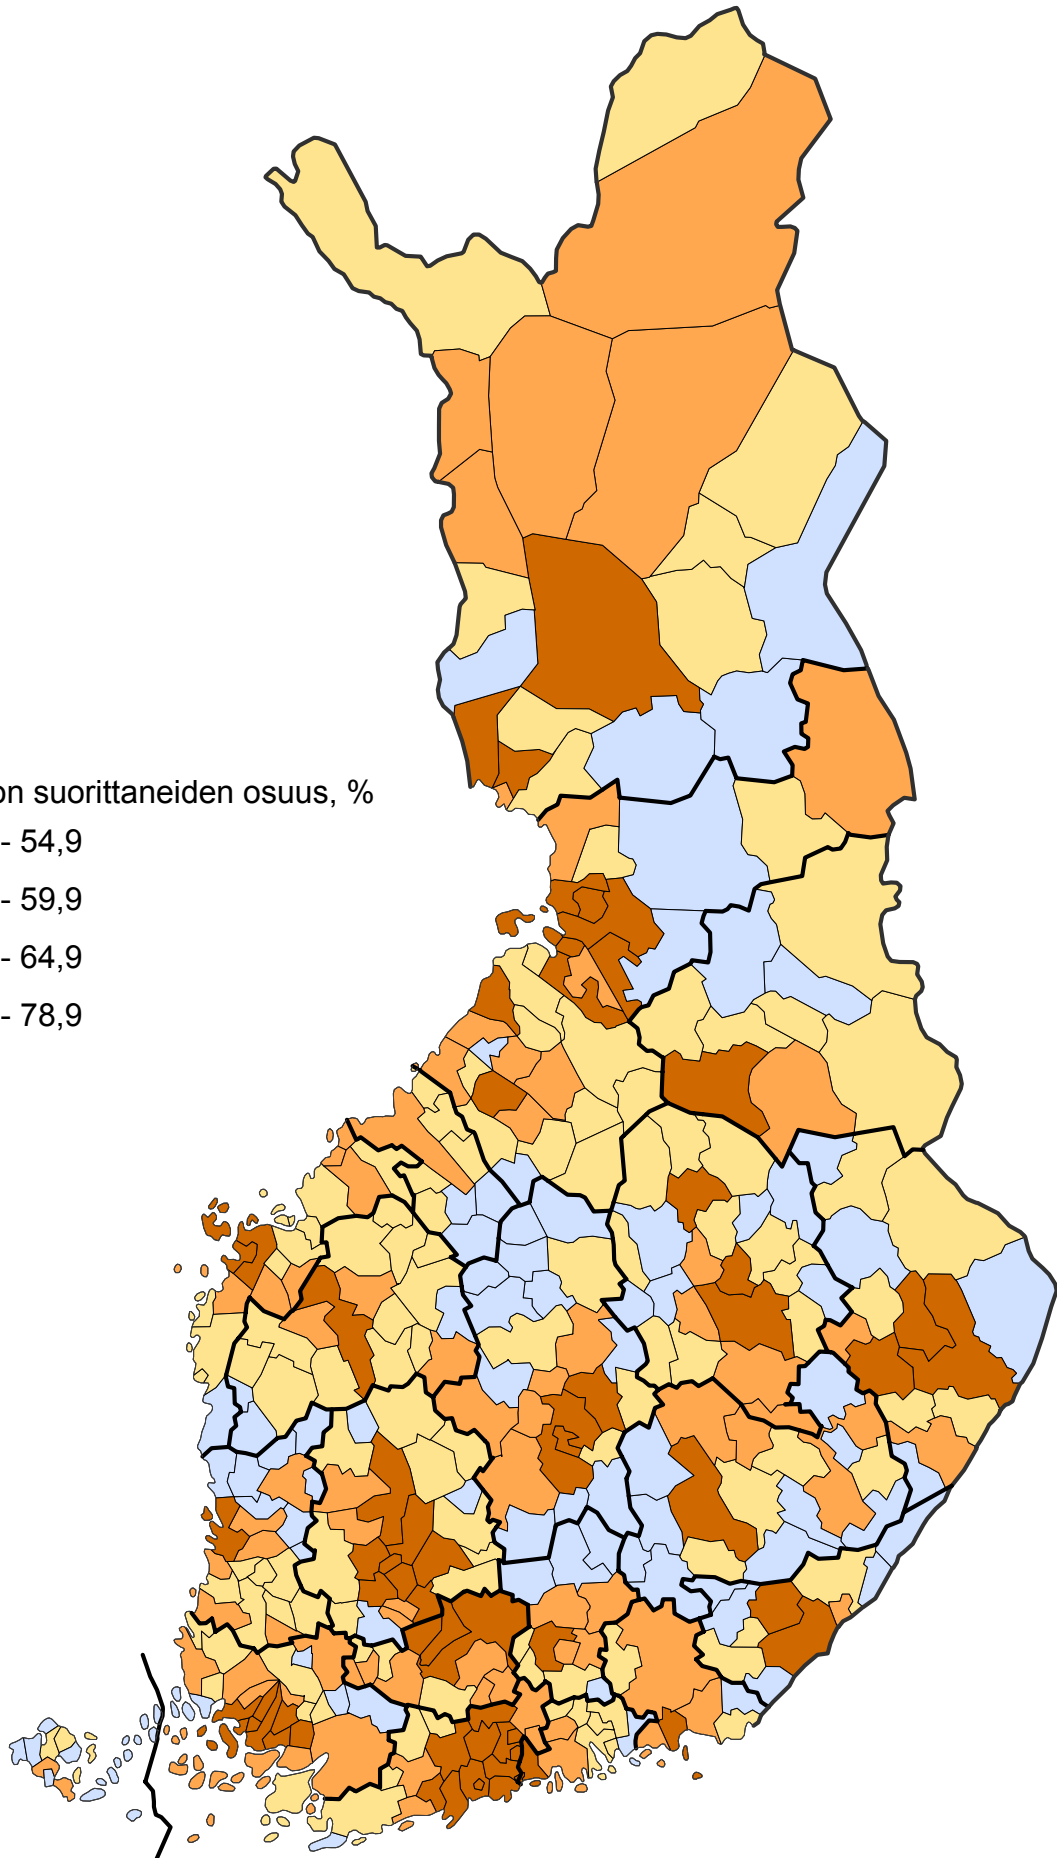 on suorittaneiden osuus, %
- 54,9
- 59,9
- 64,9
- 78,9